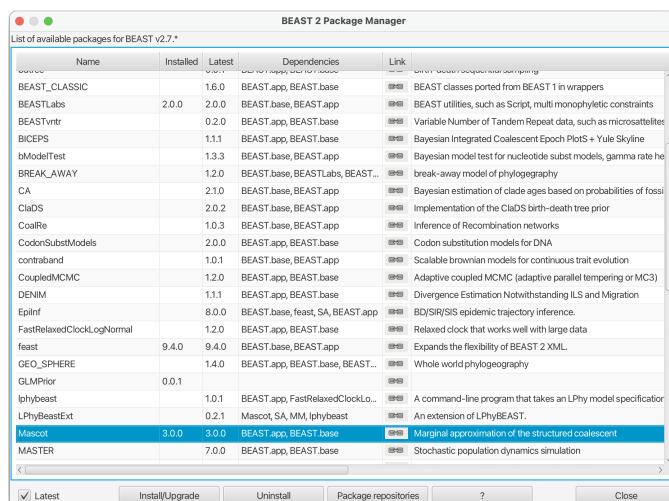 BEAST 2 Package Manager
List of available packages for BEAST v2.7.*
Name Installed Latest Dependencies Link
BEAST_CLASSIC 1.6.0 BEAST.app, BEAST.base BEAST classes ported from BEAST 1 in wrappers
BEASTLabs 2.0.0 2.0.0 BEAST.base, BEAST.app BEAST utilities, such as Script, multi monophyletic constraints
BEASTvntr 0.2.0 BEAST.app, BEAST.base Variable Number of Tandem Repeat data, such as microsattelites
BICEPS 1.1.1 BEAST.app, BEAST.base Bayesian Integrated Coalescent Epoch PlotS + Yule Skyline
bModelTest 1.3.3 BEAST.base, BEAST.app Bayesian model test for nucleotide subst models, gamma rate he
BREAK_AWAY 1.2.0 BEAST.base, BEASTLabs, BEAST... break-away model of phylogegraphy
CA 2.1.0 BEAST.app, BEAST.base Bayesian estimation of clade ages based on probabilities of fossi
ClaDS 2.0.2 BEAST.app, BEAST.base Implementation of the ClaDS birth-death tree prior
CoalRe 1.0.3 BEAST.app, BEAST.base Inference of Recombination networks
CodonSubstModels 2.0.0 BEAST.app, BEAST.base Codon substitution models for DNA
contraband 1.0.1 BEAST.app, BEAST.base Scalable brownian models for continuous trait evolution
CoupledMCMC 1.2.0 BEAST.app, BEAST.base Adaptive coupled MCMC (adaptive parallel tempering or MC3)
DENIM 1.1.1 BEAST.app, BEAST.base Divergence Estimation Notwithstanding ILS and Migration
EpiInf 8.0.0 BEAST.base, feast, SA, BEAST.app BD/SIR/SIS epidemic trajectory inference.
FastRelaxedClockLogNormal 1.2.0 BEAST.app, BEAST.base Relaxed clock that works well with large data
feast 9.4.0 9.4.0 BEAST.base, BEAST.app Expands the flexibility of BEAST 2 XML.
GEO_SPHERE 1.4.0 BEAST.app, BEAST.base, BEAST... Whole world phylogeography
GLMPrior 0.0.1
lphybeast 1.0.1 BEAST.app, FastRelaxedClockLo... A command-line program that takes an LPhy model specification
LPhyBeastExt 0.2.1 Mascot, SA, MM, lphybeast An extension of LPhyBEAST.
Mascot 3.0.0 3.0.0 BEAST.app, BEAST.base Marginal approximation of the structured coalescent
MASTER 7.0.0 BEAST.app, BEAST.base Stochastic population dynamics simulation
Latest Install/Upgrade Uninstall Package repositories ? Close